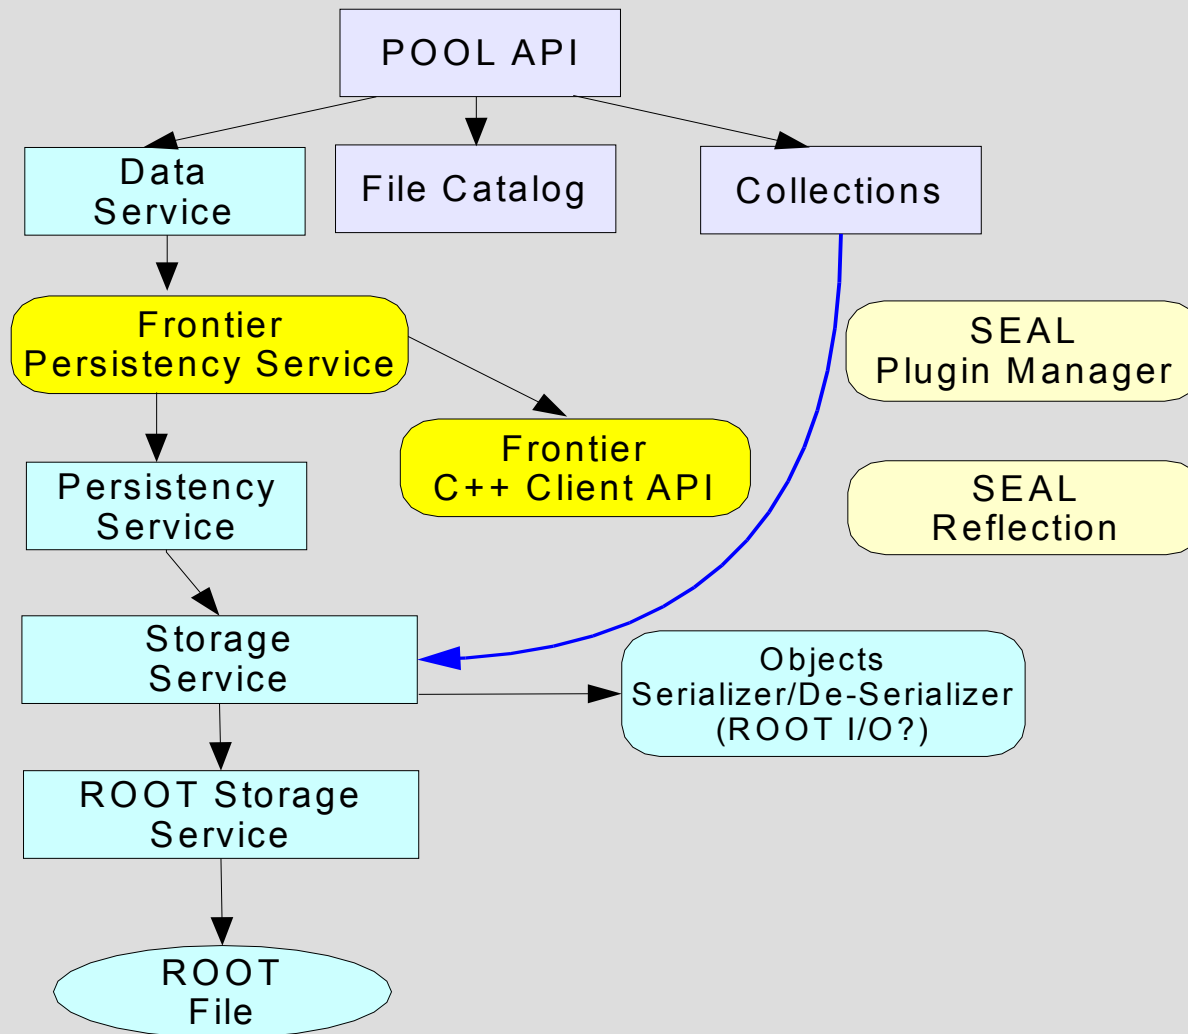 POOL API
Data
Service
File Catalog
Collections
Frontier
Persistency Service
SEAL
Plugin Manager
Frontier
C++ Client API
Persistency
Service
SEAL
Reflection
Storage
Service
Objects
Serializer/De-Serializer
(ROOT I/O?)
ROOT Storage
Service
ROOT
File